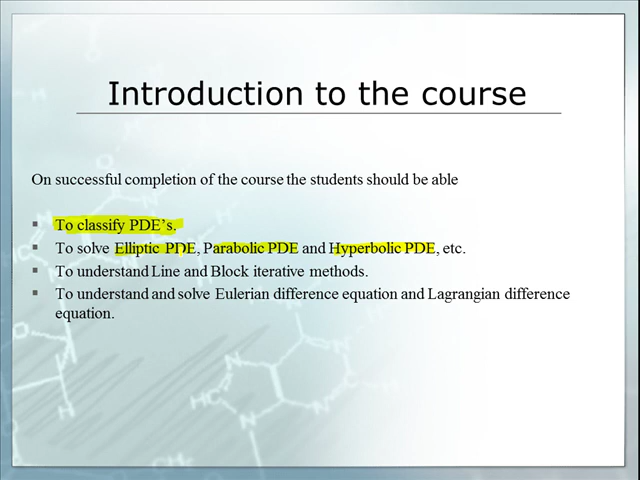 Introduction to the course
On successful completion of the course the students should be able
▪ To classify PDE's.
▪ To solve Elliptic PDE, Parabolic PDE and Hyperbolic PDE, etc.
▪ To understand Line and Block iterative methods.
▪ To understand and solve Eulerian difference equation and Lagrangian difference
equation.